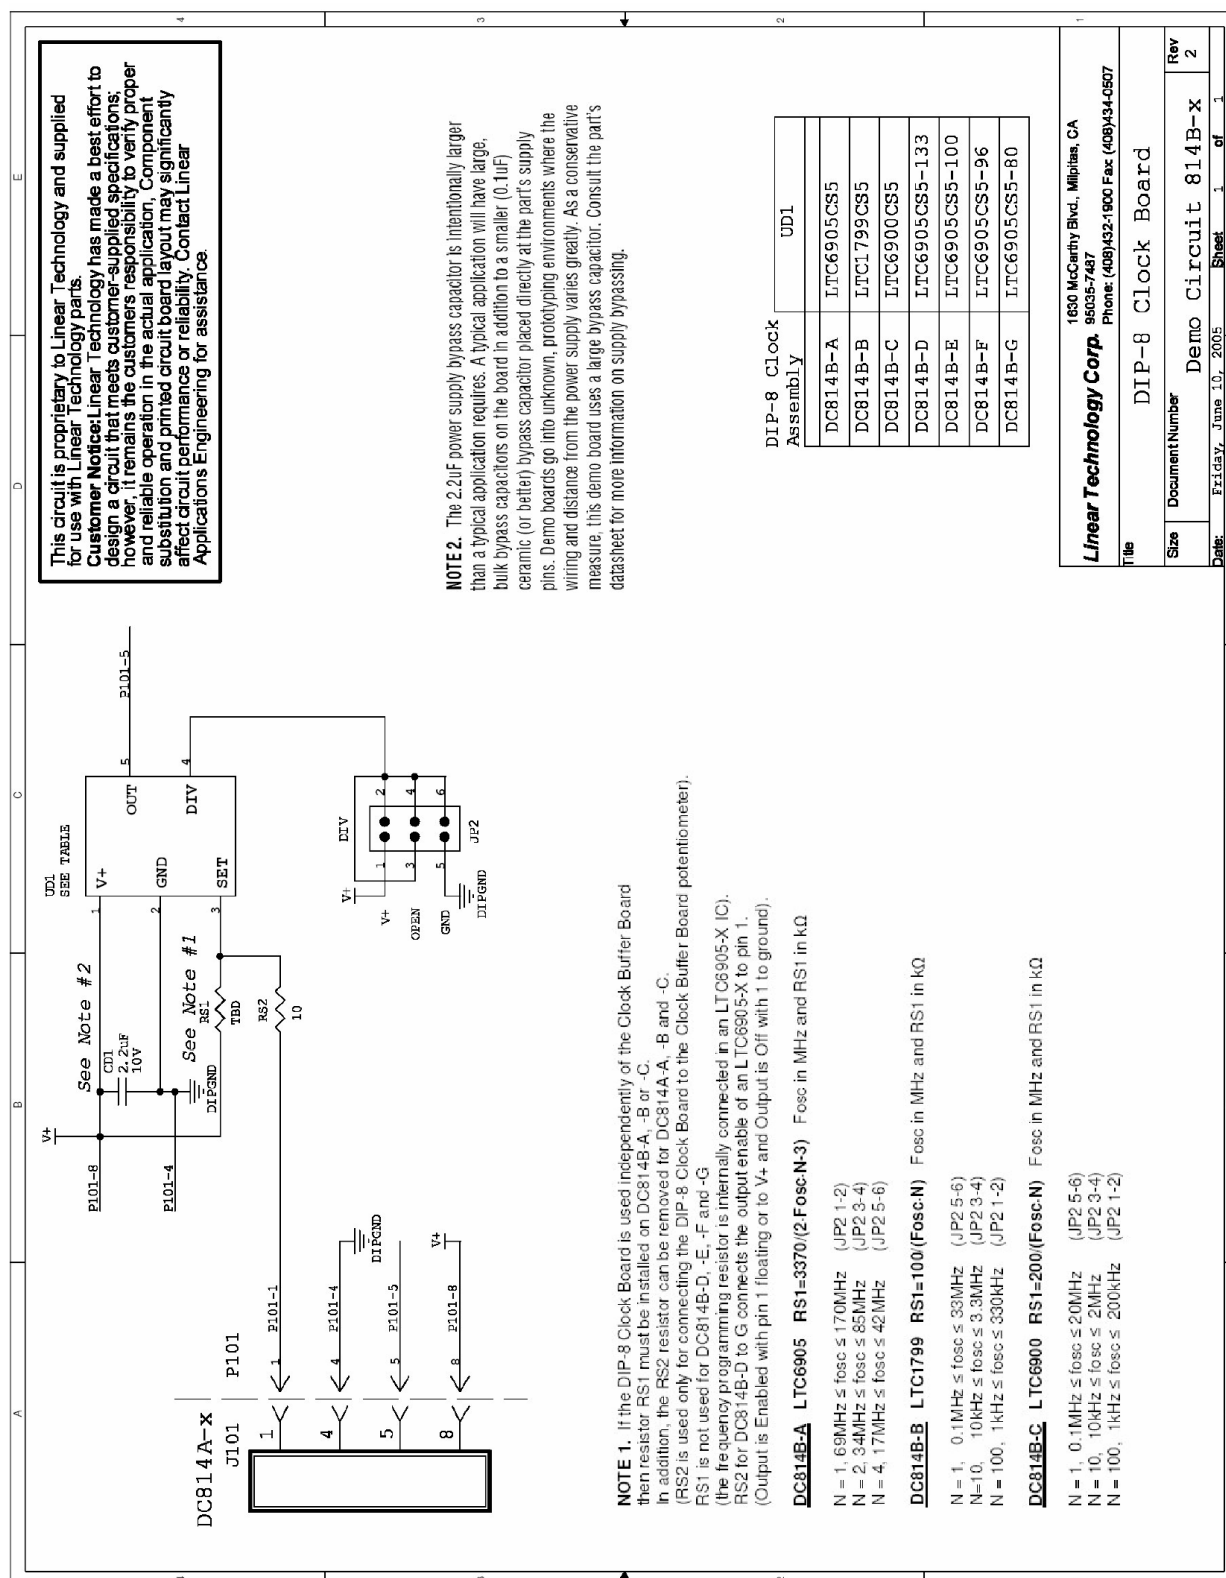 This circuit is proprietary to Linear Technology and supplied
for use with Linear Technology parts.
Customer Notice:Linear Technology has made a best effort to
design a circuit that meets customer-supplied specifications;
however, it remains the customers responsibility to verify proper
and reliable operation in the actual application, Component
substitution and printed circuit board layout may significantly
affect circuit performance or reliability. Contact Linear
Applications Engineering for assistance.
4
3
2
1
A
B
C
D
E
DC814A-X
J101
P101
1
4
5
8
1
4
5
8
P101-1
P101-4
P101-5
P101-8
DIPGND
V+
P101-8
P101-4
V+
See Note #2
CD1
2.2uF
10V
DIPGND
See Note #1
RS1
TBD
RS2
10
UD1
SEE TABLE
1
2
3
V+
GND
SET
OUT
DIV
5
4
P101-5
DIV
V+
V+
OPEN
GND
1
3
5
2
4
6
JP2
DIPGND
NOTE 2. The 2.2uF power supply bypass capacitor is intentionally larger
than a typical application requires. A typical application will have large,
bulk bypass capacitors on the board in addition to a smaller (0.1uF)
ceramic (or better) bypass capacitor placed directly at the part's supply
pins. Demo boards go into unknown, prototyping environments where the
wiring and distance from the power supply varies greatly. As a conservative
measure, this demo board uses a large bypass capacitor. Consult the part's
datasheet for more information on supply bypassing.
NOTE 1. If the DIP-8 Clock Board is used independently of the Clock Buffer Board
then resistor RS1 must be installed on DC814B-A, -B or -C.
In addition, the RS2 resistor can be removed for DC814A-A, -B and -C.
(RS2 is used only for connecting the DIP-8 Clock Board to the Clock Buffer Board potentiometer).
RS1 is not used for DC814B-D, -E, -F and -G
(the frequency programming resistor is internally connected in an LTC6905-X IC).
RS2 for DC814B-D to G connects the output enable of an LTC6905-X to pin 1.
(Output is Enabled with pin 1 floating or to V+ and Output is Off with 1 to ground).
DC814B-A LTC6905 RS1=3370/(2·Fosc·N-3) Fosc in MHz and RS1 in kΩ
N = 1, 69MHz ≤ fosc ≤ 170MHz (JP2 1-2)
N = 2, 34MHz ≤ fosc ≤ 85MHz (JP2 3-4)
N = 4, 17MHz ≤ fosc ≤ 42MHz (JP2 5-6)
DC814B-B LTC1799 RS1=100/(Fosc·N) Fosc in MHz and RS1 in kΩ
N = 1, 0.1MHz ≤ fosc ≤ 33MHz (JP2 5-6)
N=10, 10kHz ≤ fosc ≤ 3.3MHz (JP2 3-4)
N = 100, 1kHz ≤ fosc ≤ 330kHz (JP2 1-2)
DC814B-C LTC6900 RS1=200/(Fosc·N) Fosc in MHz and RS1 in kΩ
N = 1, 0.1MHz ≤ fosc ≤ 20MHz (JP2 5-6)
N = 10, 10kHz ≤ fosc ≤ 2MHz (JP2 3-4)
N = 100, 1kHz ≤ fosc ≤ 200kHz (JP2 1-2)
DIP-8 Clock
Assembly UD1
DC814B-A LTC6905CS5
DC814B-B LTC1799CS5
DC814B-C LTC6900CS5
DC814B-D LTC6905CS5-133
DC814B-E LTC6905CS5-100
DC814B-F LTC6905CS5-96
DC814B-G LTC6905CS5-80
Linear Technology Corp.
1630 McCarthy Blvd., Milpitas, CA
95035-7487
Phone: (408)432-1900 Fax: (408)434-0507
Title
DIP-8 Clock Board
Size Document Number Rev
Demo Circuit 814B-x 2
Date: Friday, June 10, 2005 Sheet 1 of 1